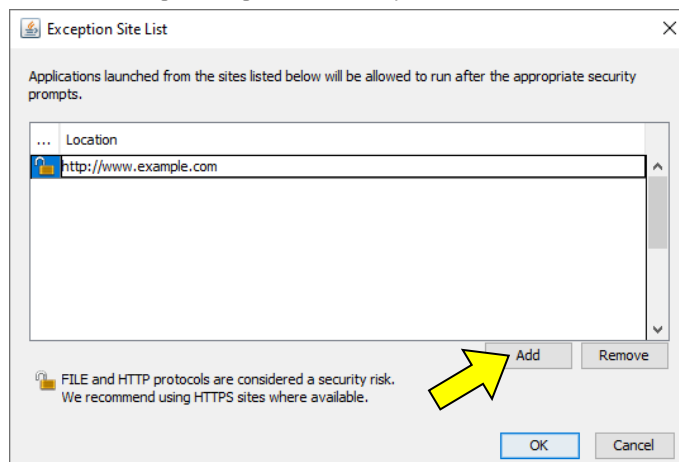 Exception Site List
Applications launched from the sites listed below will be allowed to run after the appropriate security
prompts.
... Location
http://www.example.com
Add Remove
FILE and HTTP protocols are considered a security risk.
We recommend using HTTPS sites where available.
OK Cancel